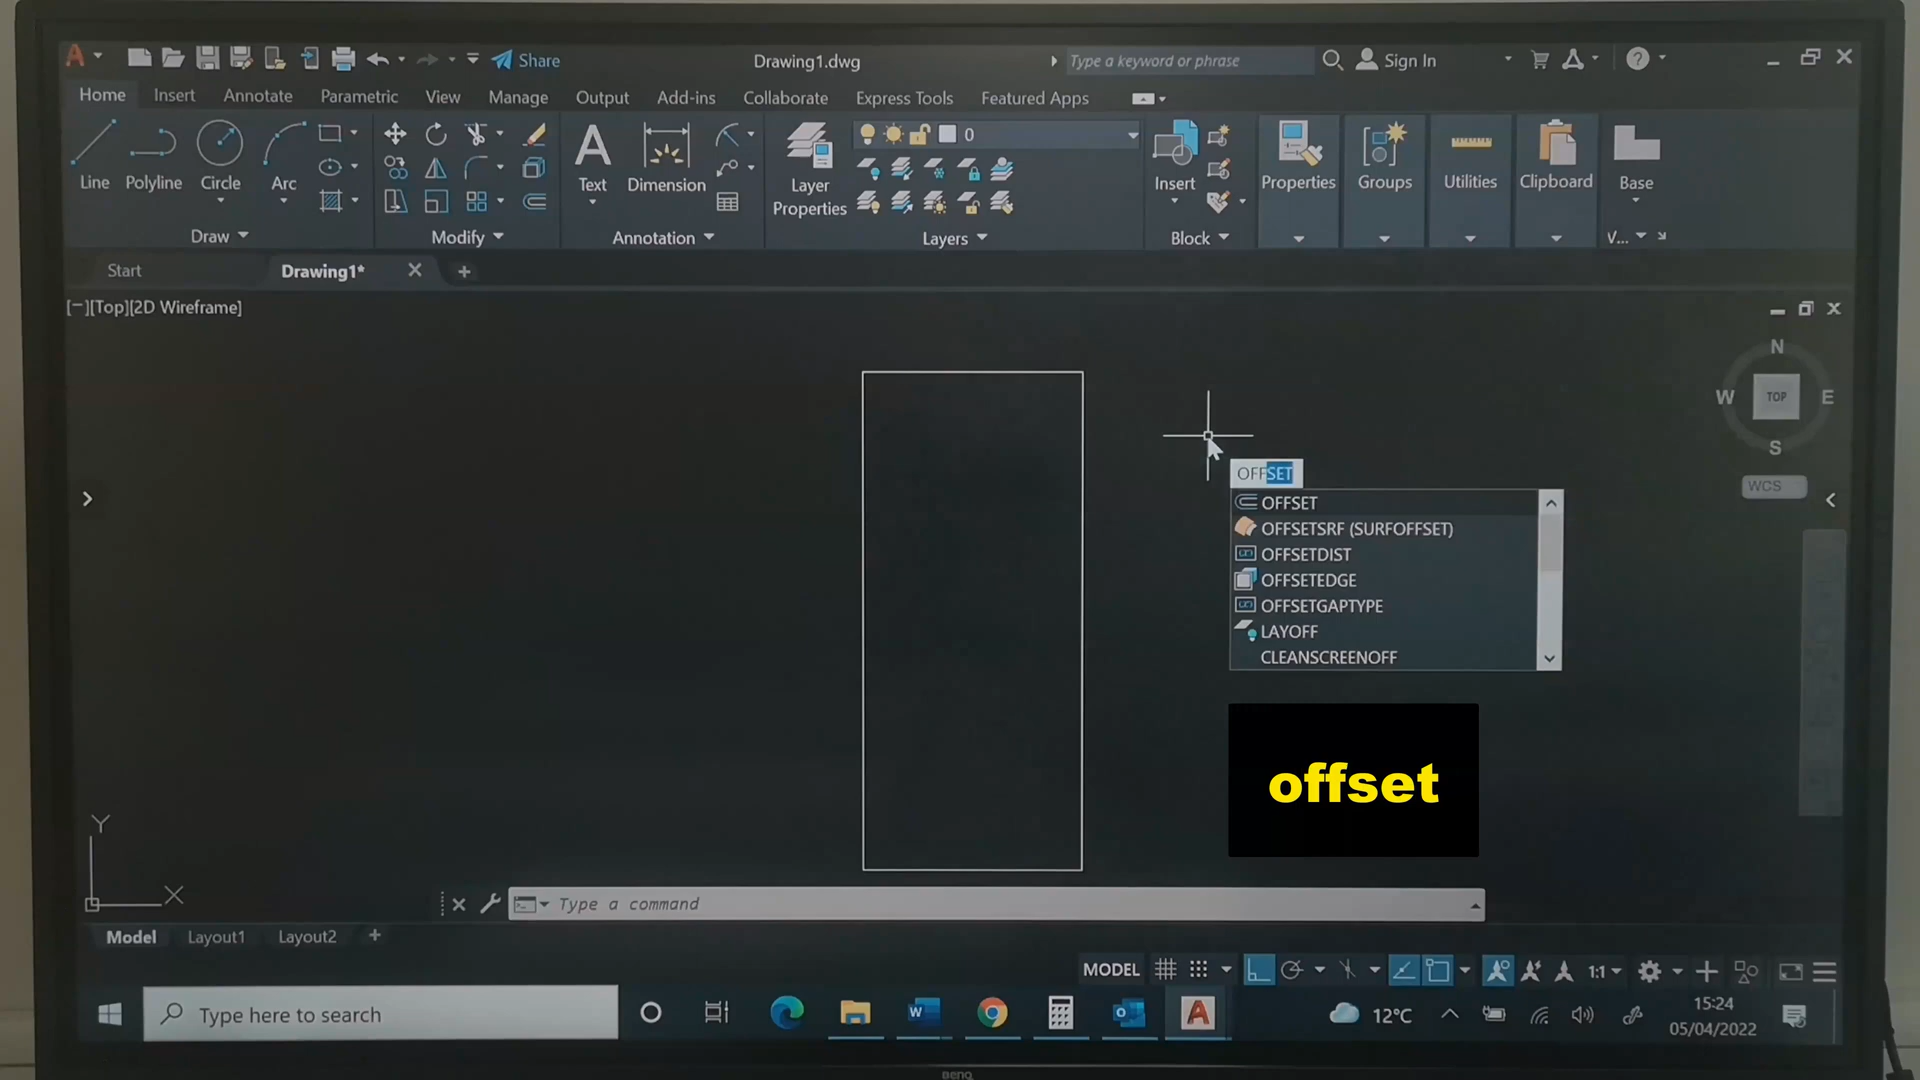 Share
Drawing1.dwg
Type a keyword or phrase
Sign In
Home
Insert
Annotate
Parametric
View
Manage
Output
Add-ins
Collaborate
Express Tools
Featured Apps
Line
Polyline
Circle
Arc
Draw
Modify
A
Text
Dimension
Annotation
Layer
Properties
0
Layers
Insert
Block
Properties
Groups
Utilities
Clipboard
Base
V...
Start
Drawing1*
[−][Top][2D Wireframe]
N
W
TOP
E
S
WCS
OFFSET
OFFSET
OFFSETSRF (SURFOFFSET)
OFFSETDIST
OFFSETEDGE
OFFSETGAPTYPE
LAYOFF
CLEANSCREENOFF
offset
Y
X
Type a command
Model
Layout1
Layout2
MODEL
1:1
Type here to search
12°C
15:24
05/04/2022
BenQ